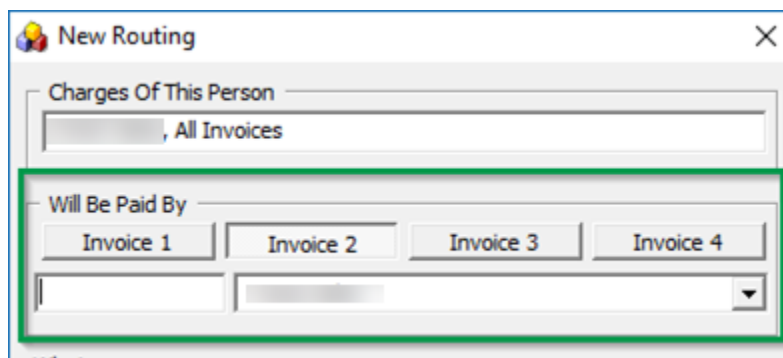 New Routing
Charges Of This Person
, All Invoices
Will Be Paid By
Invoice 1 Invoice 2 Invoice 3 Invoice 4